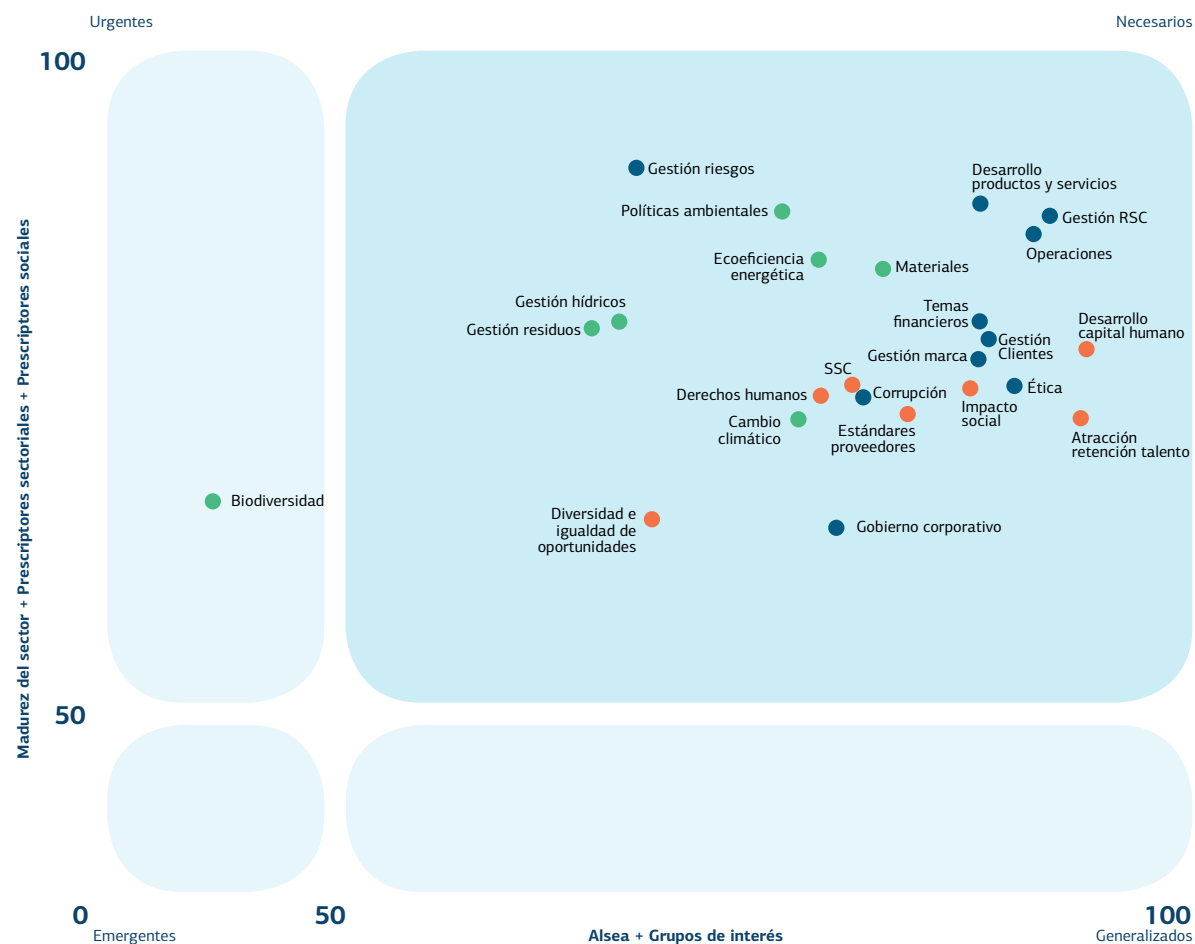 Urgentes
Necesarios
100
Gestión riesgos
Desarrollo
productos y servicios
Políticas ambientales
Gestión RSC
Operaciones
Ecoeficiencia
energética
Materiales
Gestión hídricos
Gestión residuos
Temas
financieros
Gestión
Clientes
Desarrollo
capital humano
Gestión marca
SSC
Derechos humanos
Corrupción
Ética
Impacto
social
Cambio
climático
Estándares
proveedores
Atracción
retención talento
Biodiversidad
Diversidad e
igualdad de
oportunidades
Gobierno corporativo
Madurez del sector + Prescriptores sectoriales + Prescriptores sociales
50
0
50
100
Emergentes
Alsea + Grupos de interés
Generalizados